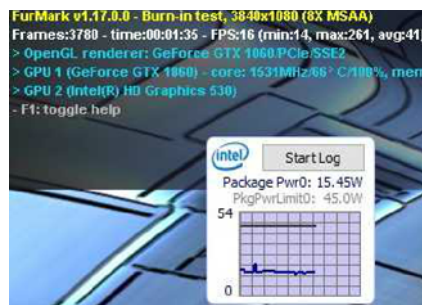 FurMark v1.17.0.0 - Burn-in test, 3840x1080 (8X MSAA)
Frames:3780 - time:00:01:35 - FPS:16 (min:14, max:261, avg:41)
> OpenGL renderer: GeForce GTX 1060/PCIe/SSE2
> GPU 1 (GeForce GTX 1060) - core: 1531MHz/66° C/100%, mem
> GPU 2 (Intel(R) HD Graphics 530)
- F1: toggle help
intel
Start Log
Package Pwr0: 15.45W
PkgPwrLimit0: 45.0W
54
0